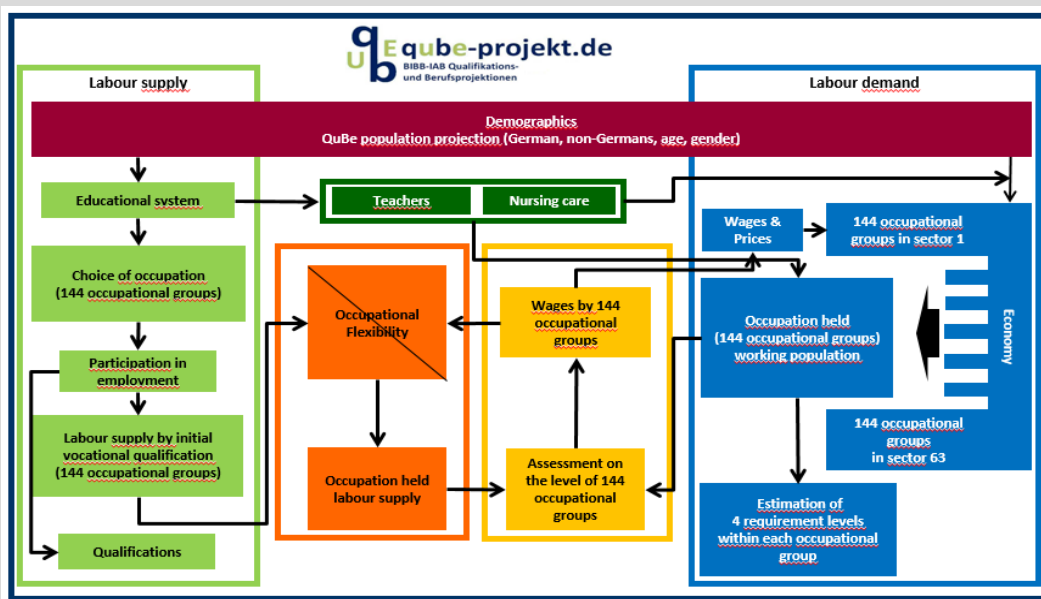 qube
Eqube-projekt.de
BIBB-IAB Qualifikations-
und Berufsprojektionen
Labour supply
Labour demand
Demographics
QuBe population projection (German, non-Germans, age, gender)
Educational system
Teachers
Nursing care
Wages &
Prices
144 occupational
groups in sector 1
Choice of occupation
(144 occupational groups)
Occupational
Flexibility
Wages by 144
occupational
groups
Occupation held
(144 occupational groups)
working population
Economy
Participation in
employment
Labour supply by initial
vocational qualification
(144 occupational groups)
Occupation held
labour supply
Assessment on
the level of 144
occupational
groups
144 occupational
groups
in sector 63
Qualifications
Estimation of
4 requirement levels
within each occupational
group